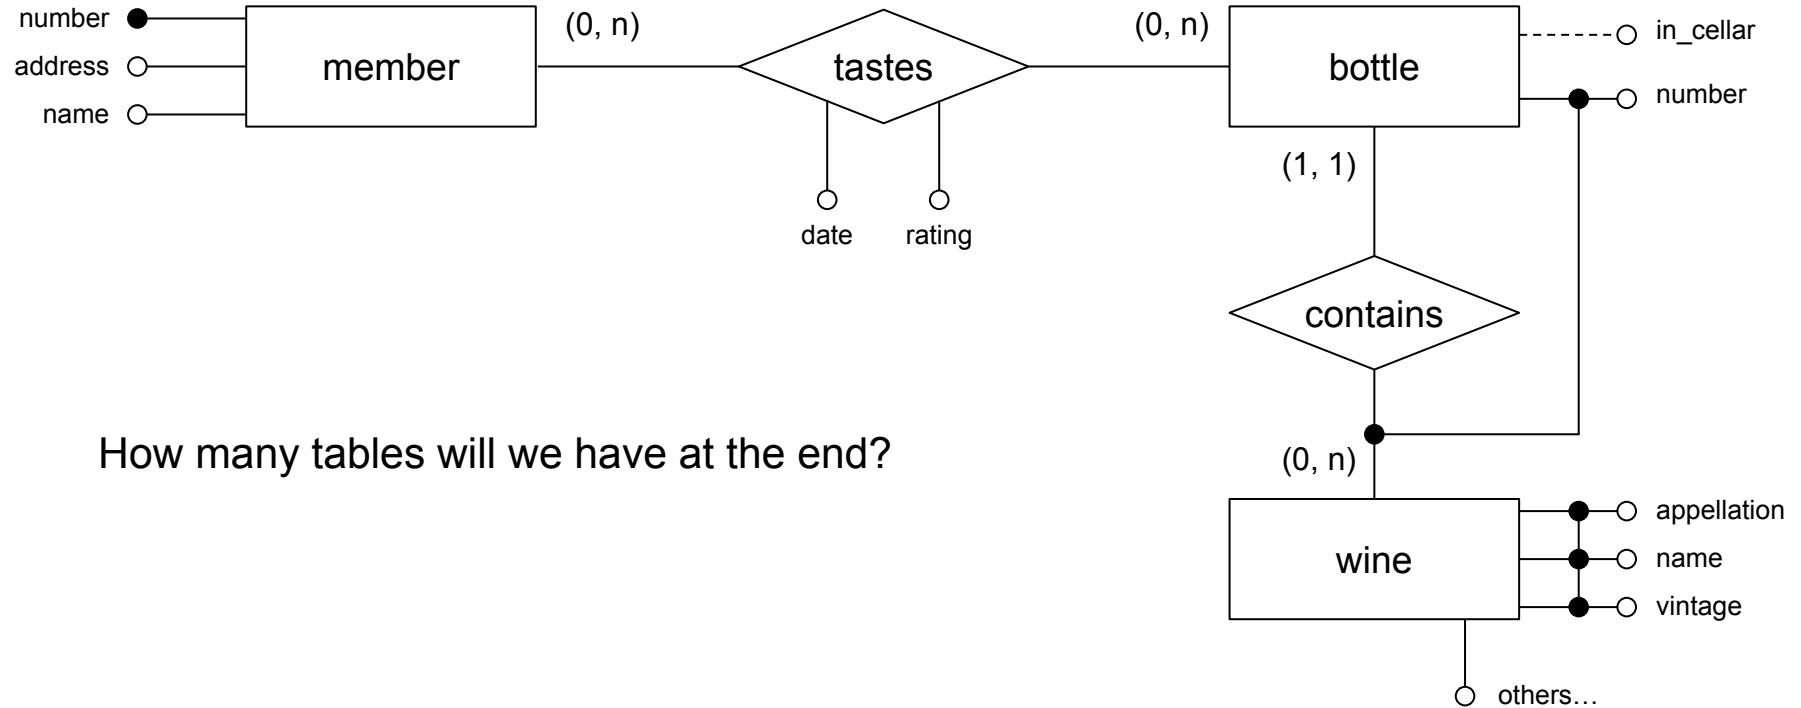 number
address
name
member
(0, n)
tastes
date
rating
(0, n)
bottle
in_cellar
number
(1, 1)
contains
(0, n)
wine
appellation
name
vintage
others…
How many tables will we have at the end?